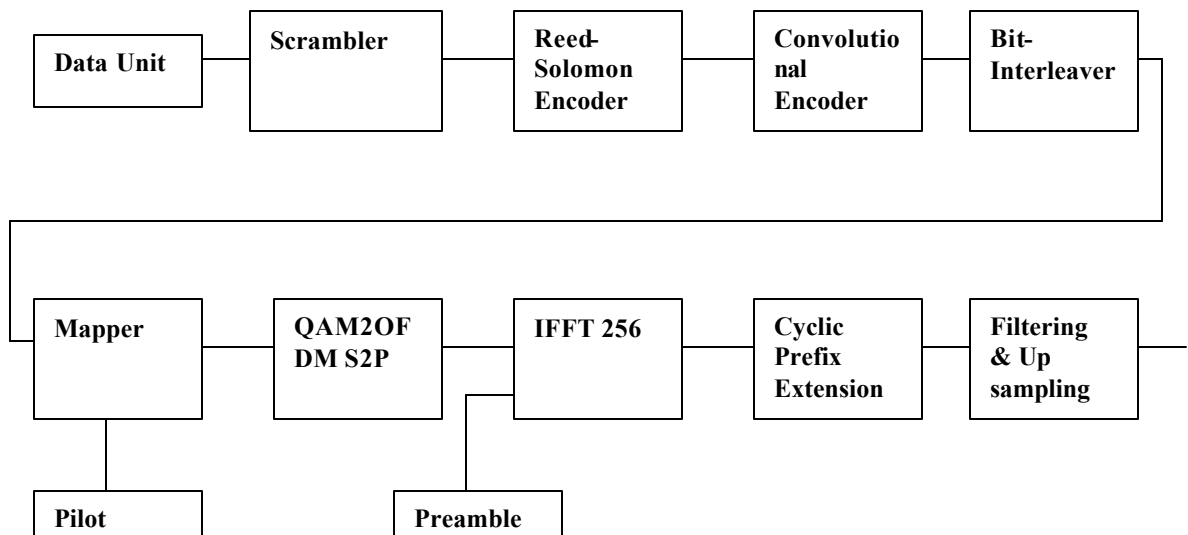 Data Unit
Scrambler
Reed-
Solomon
Encoder
Convolutio
nal
Encoder
Bit-
Interleaver
Mapper
QAM2OF
DM S2P
IFFT 256
Cyclic
Prefix
Extension
Filtering
& Up
sampling
Pilot
Preamble